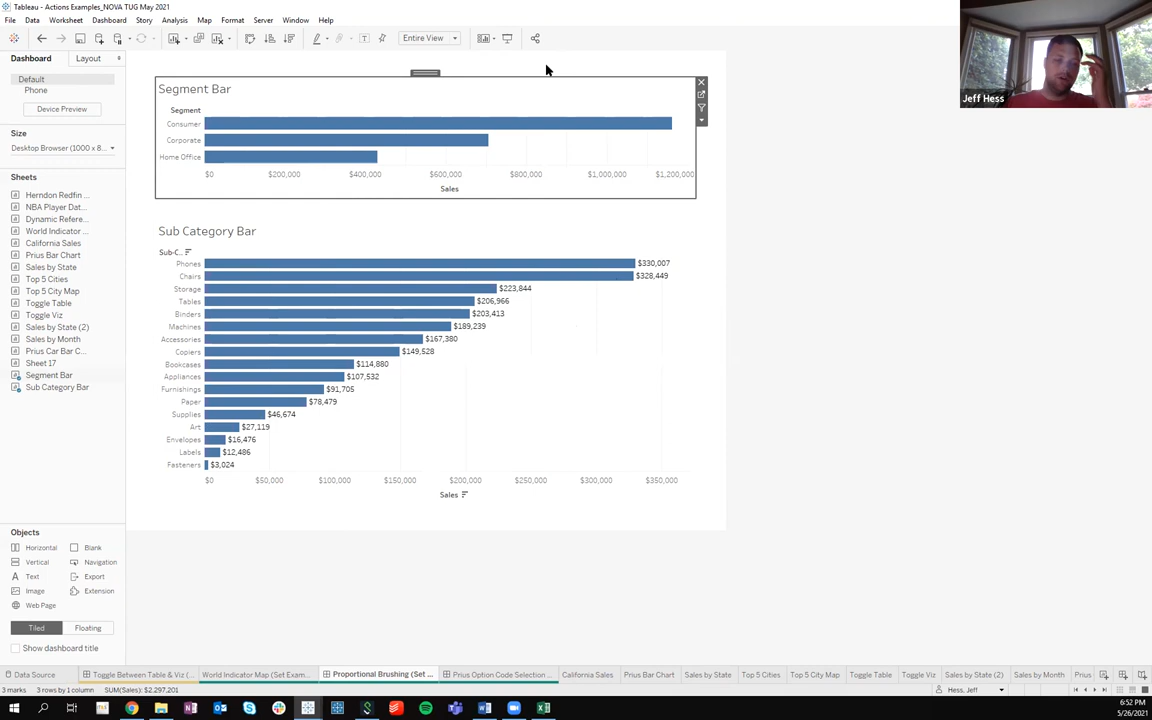 Tableau - Actions Examples_NOVA TUG May 2021
File Data Worksheet Dashboard Story Analysis Map Format Server Window Help
Entire View
Jeff Hess
Dashboard Layout
Default
Phone
Device Preview
Size
Desktop Browser (1000 x 8...
Sheets
Herndon Redfin ...
NBA Player Dat...
Dynamic Refere...
World Indicator ...
California Sales
Prius Bar Chart
Sales by State
Top 5 Cities
Top 5 City Map
Toggle Table
Toggle Viz
Sales by State (2)
Sales by Month
Prius Car Bar C...
Sheet 17
Segment Bar
Sub Category Bar
Objects
Horizontal Blank
Vertical Navigation
Text Export
Image Extension
Web Page
Tiled Floating
Show dashboard title
Segment Bar
Segment
Consumer
Corporate
Home Office
$0 $200,000 $400,000 $600,000 $800,000 $1,000,000 $1,200,000
Sales
Sub Category Bar
Sub-C..
Phones $330,007
Chairs $328,449
Storage $223,844
Tables $206,966
Binders $203,413
Machines $189,239
Accessories $167,380
Copiers $149,528
Bookcases $114,880
Appliances $107,532
Furnishings $91,705
Paper $78,479
Supplies $46,674
Art $27,119
Envelopes $16,476
Labels $12,486
Fasteners $3,024
$0 $50,000 $100,000 $150,000 $200,000 $250,000 $300,000 $350,000
Sales
Data Source Toggle Between Table & Viz (... World Indicator Map (Set Exam... Proportional Brushing (Set ... Prius Option Code Selection ... California Sales Prius Bar Chart Sales by State Top 5 Cities Top 5 City Map Toggle Table Toggle Viz Sales by State (2) Sales by Month Prius
3 marks 3 rows by 1 column SUM(Sales): $2,297,201 Hess, Jeff
6:52 PM
5/26/2021